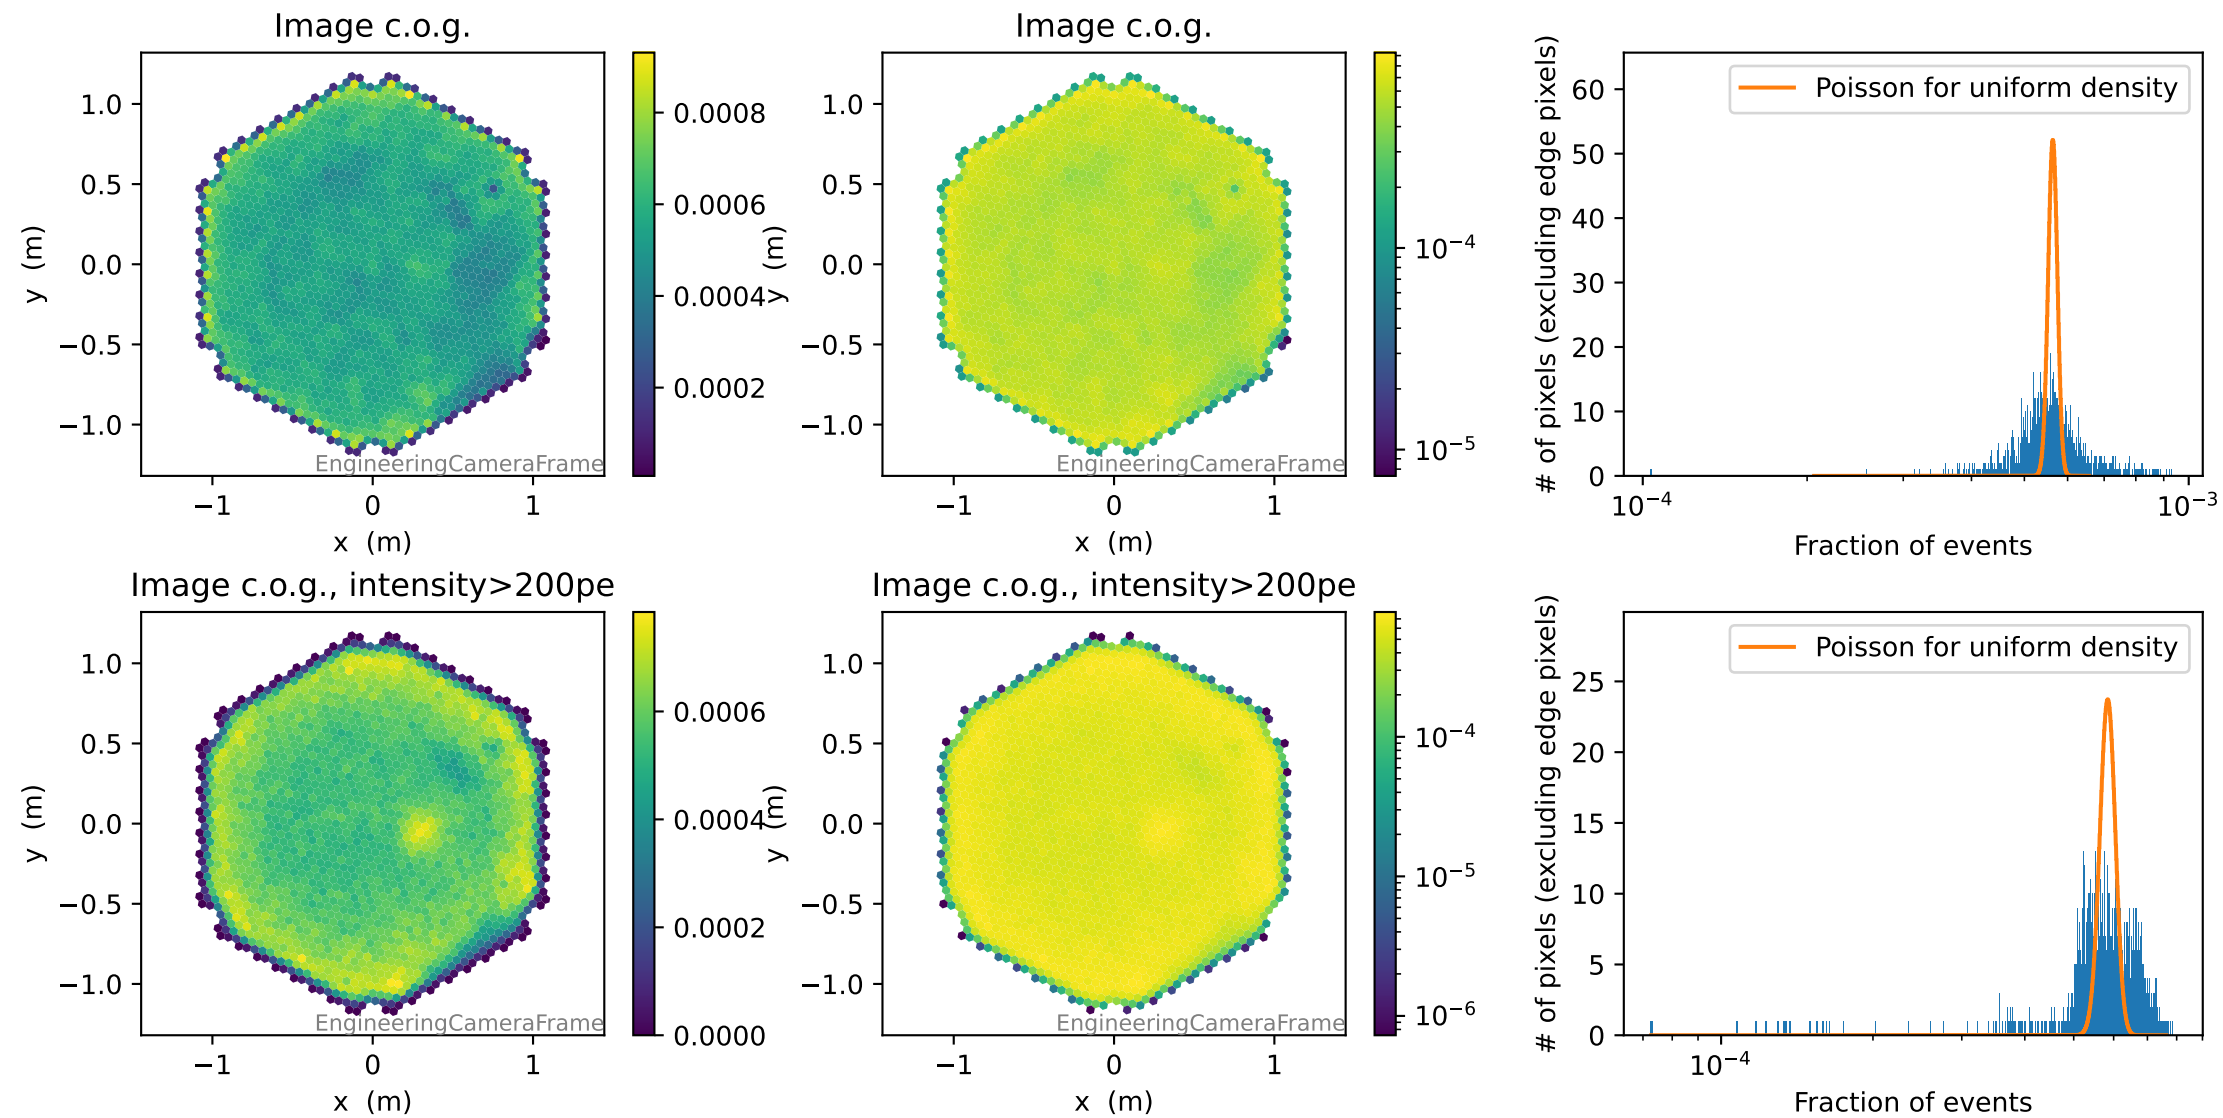 Image c.o.g.
y (m)
1.0
0.5
0.0
−0.5
−1.0
−1
0
1
x (m)
EngineeringCameraFrame
0.0008
0.0006
0.0004
0.0002
Image c.o.g.
y (m)
1.0
0.5
0.0
−0.5
−1.0
−1
0
1
x (m)
EngineeringCameraFrame
10⁻⁴
10⁻⁵
# of pixels (excluding edge pixels)
60
50
40
30
20
10
0
Poisson for uniform density
10⁻⁴
10⁻³
Fraction of events
Image c.o.g., intensity>200pe
y (m)
1.0
0.5
0.0
−0.5
−1.0
−1
0
1
x (m)
EngineeringCameraFrame
0.0006
0.0004
0.0002
0.0000
Image c.o.g., intensity>200pe
y (m)
1.0
0.5
0.0
−0.5
−1.0
−1
0
1
x (m)
EngineeringCameraFrame
10⁻⁴
10⁻⁵
10⁻⁶
# of pixels (excluding edge pixels)
25
20
15
10
5
0
Poisson for uniform density
10⁻⁴
Fraction of events